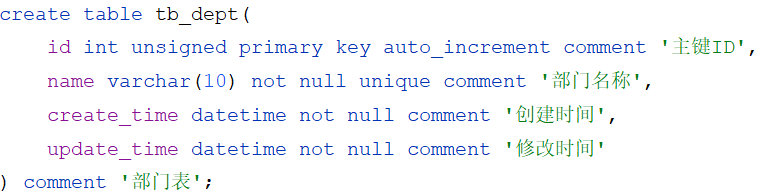 create table tb_dept(
    id int unsigned primary key auto_increment comment '主键ID',
    name varchar(10) not null unique comment '部门名称',
    create_time datetime not null comment '创建时间',
    update_time datetime not null comment '修改时间'
) comment '部门表';